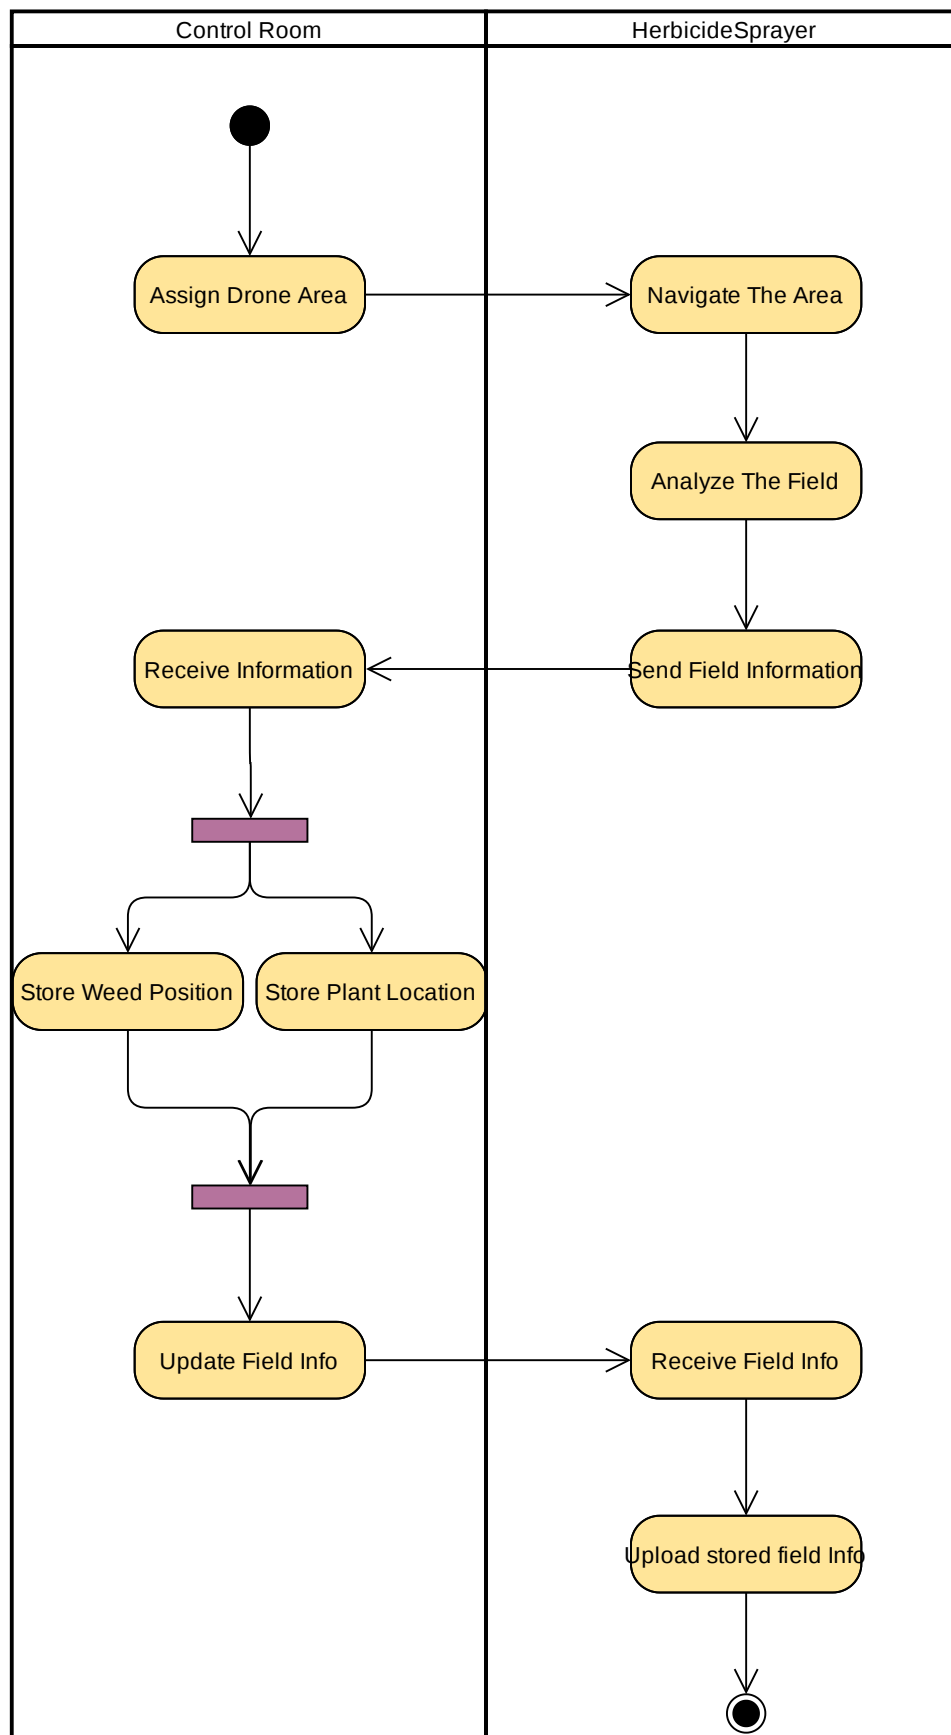 Control Room
HerbicideSprayer
Assign Drone Area
Navigate The Area
Analyze The Field
Receive Information
Send Field Information
Store Weed Position
Store Plant Location
Update Field Info
Receive Field Info
Upload stored field Info